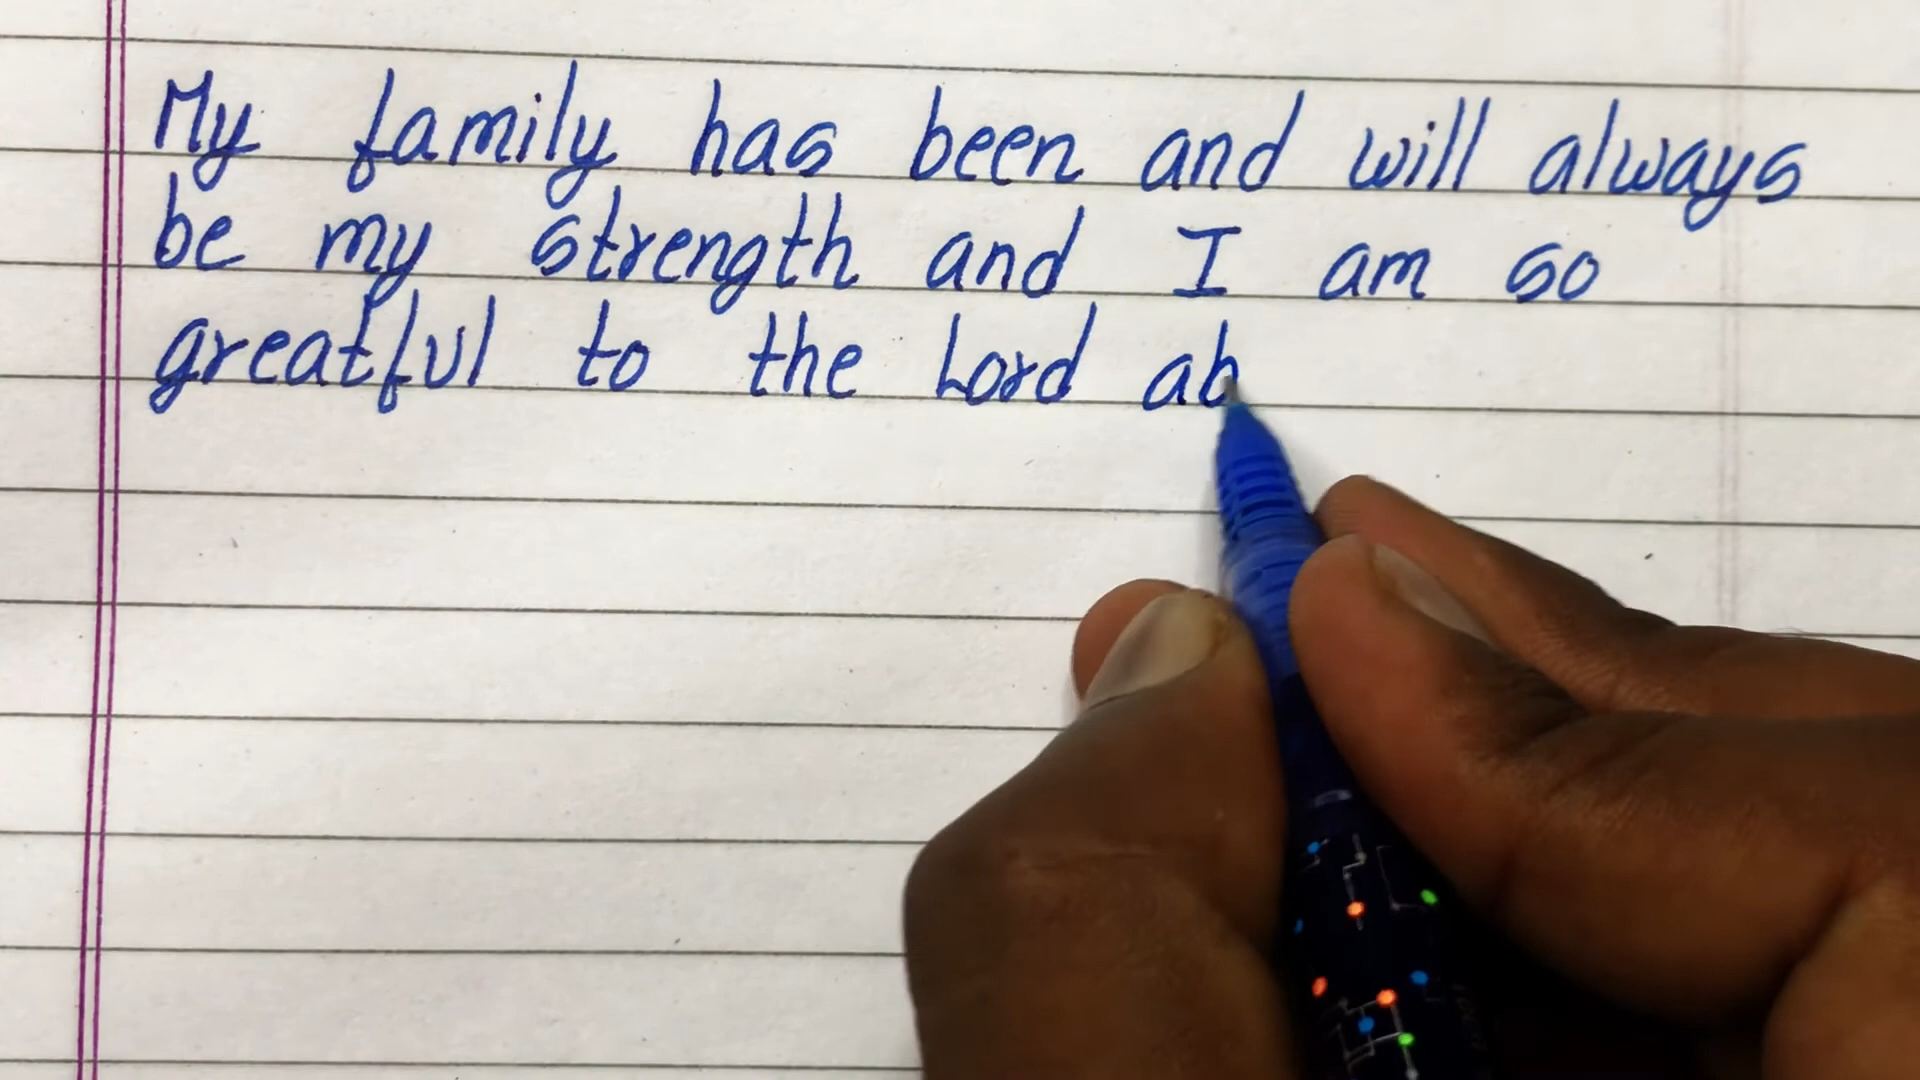 My family has been and will always
be my strength and I am so
greatful to the Lord ab